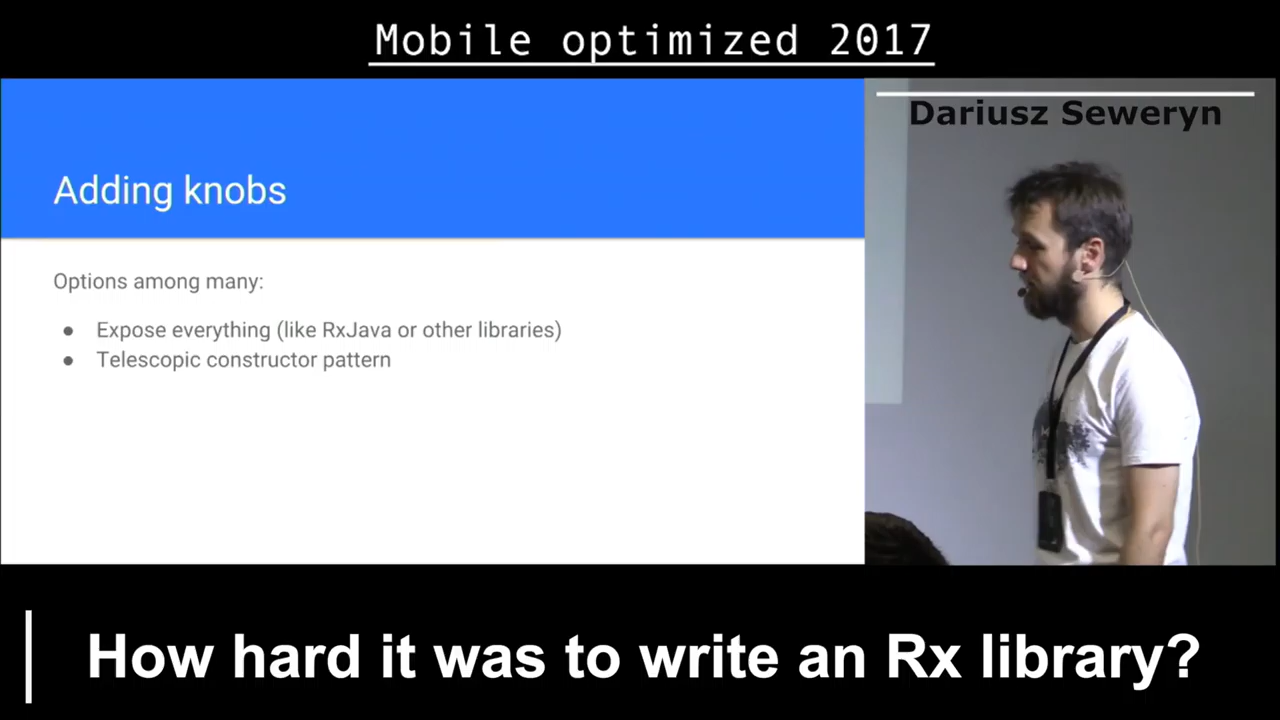 Mobile optimized 2017
Dariusz Seweryn
Adding knobs
Options among many:
● Expose everything (like RxJava or other libraries)
● Telescopic constructor pattern
How hard it was to write an Rx library?